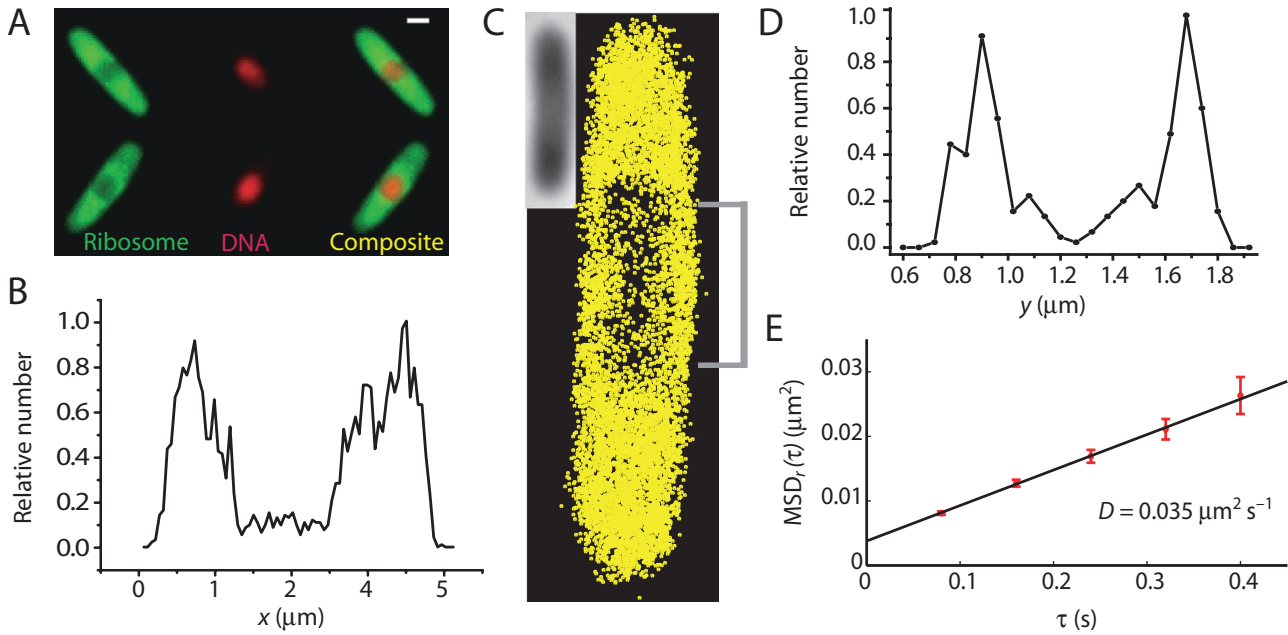 A
Ribosome DNA Composite
B
Relative number
1.0
0.8
0.6
0.4
0.2
0.0
0 1 2 3 4 5
x (μm)
C
D
Relative number
1.0
0.8
0.6
0.4
0.2
0.0
0.6 0.8 1.0 1.2 1.4 1.6 1.8
y (μm)
E
MSDr(τ) (μm²)
0.03
0.02
0.01
0
D = 0.035 μm² s⁻¹
0 0.1 0.2 0.3 0.4
τ (s)